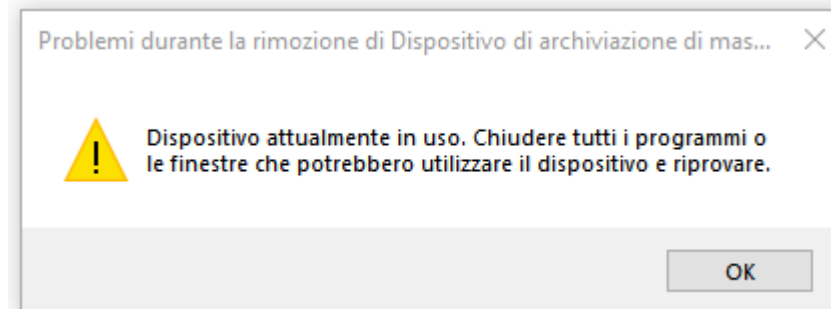 Problemi durante la rimozione di Dispositivo di archiviazione di mas...
Dispositivo attualmente in uso. Chiudere tutti i programmi o
le finestre che potrebbero utilizzare il dispositivo e riprovare.
OK